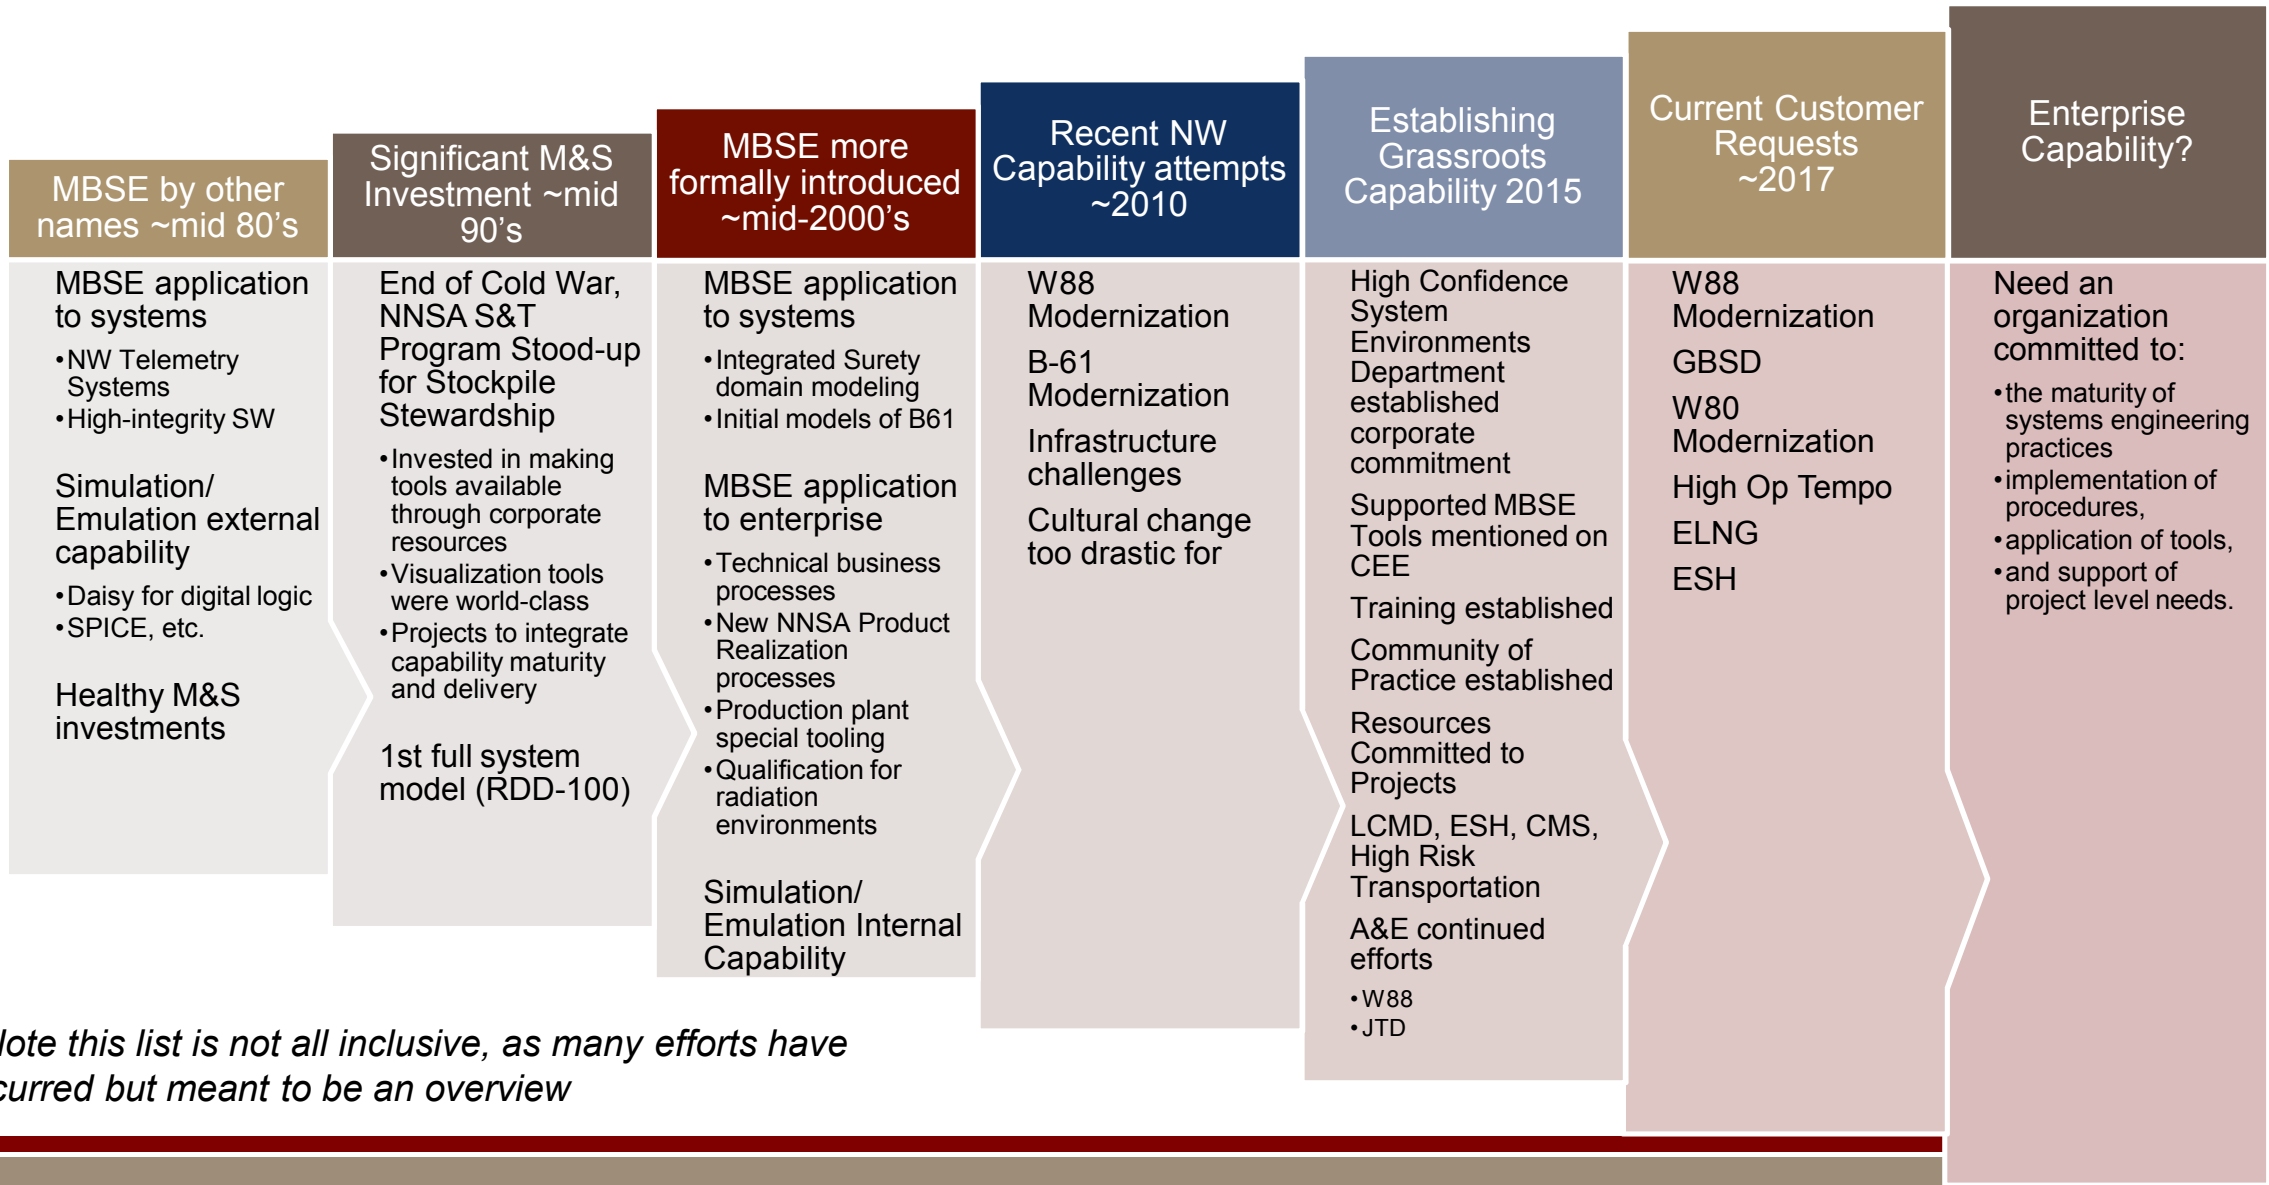 MBSE by other
names ~mid 80's
MBSE application
to systems
•NW Telemetry
Systems
•High-integrity SW
Simulation/
Emulation external
capability
•Daisy for digital logic
•SPICE, etc.
Healthy M&S
investments
Significant M&S
Investment ~mid
90's
End of Cold War,
NNSA S&T
Program Stood-up
for Stockpile
Stewardship
•Invested in making
tools available
through corporate
resources
•Visualization tools
were world-class
•Projects to integrate
capability maturity
and delivery
1st full system
model (RDD-100)
MBSE more
formally introduced
~mid-2000's
MBSE application
to systems
•Integrated Surety
domain modeling
•Initial models of B61
MBSE application
to enterprise
•Technical business
processes
•New NNSA Product
Realization
processes
•Production plant
special tooling
•Qualification for
radiation
environments
Simulation/
Emulation Internal
Capability
Recent NW
Capability attempts
~2010
W88
Modernization
B-61
Modernization
Infrastructure
challenges
Cultural change
too drastic for
Establishing
Grassroots
Capability 2015
High Confidence
System
Environments
Department
established
corporate
commitment
Supported MBSE
Tools mentioned on
CEE
Training established
Community of
Practice established
Resources
Committed to
Projects
LCMD, ESH, CMS,
High Risk
Transportation
A&E continued
efforts
•W88
•JTD
Current Customer
Requests
~2017
W88
Modernization
GBSD
W80
Modernization
High Op Tempo
ELNG
ESH
Enterprise
Capability?
Need an
organization
committed to:
•the maturity of
systems engineering
practices
•implementation of
procedures,
•application of tools,
•and support of
project level needs.
this list is not all inclusive, as many efforts have
but meant to be an overview